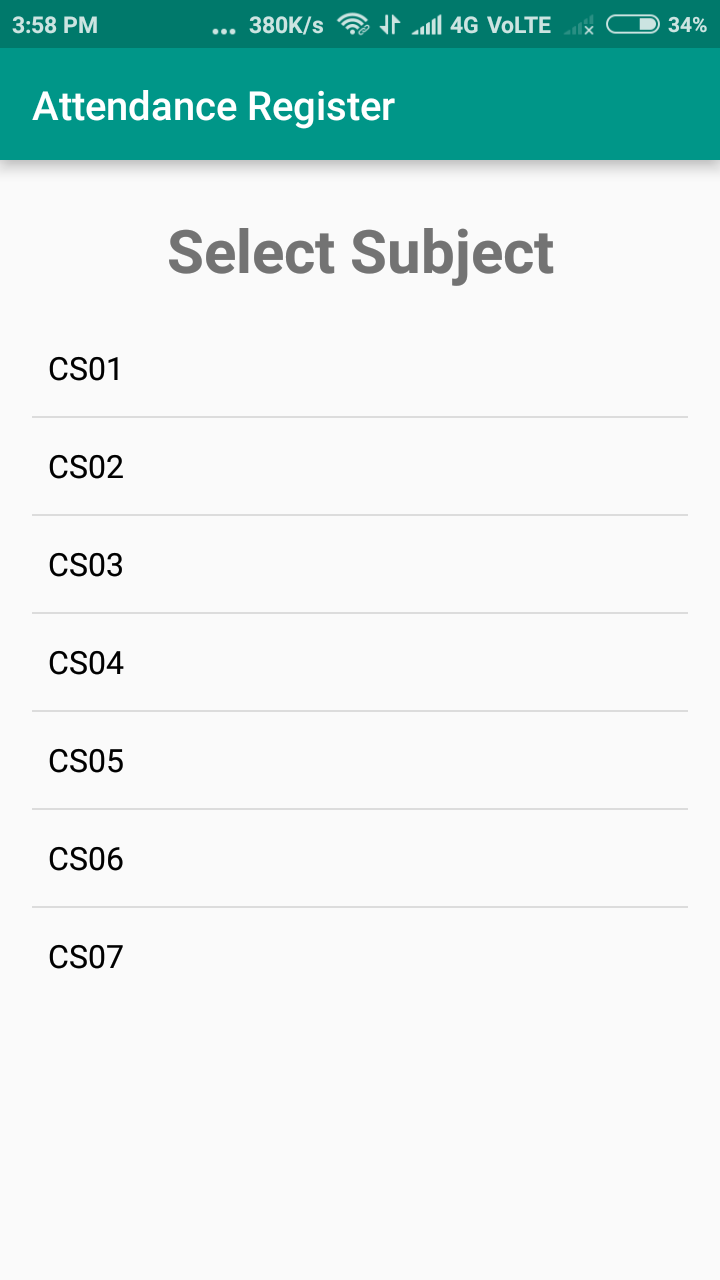 3:58 PM ... 380K/s 4G VoLTE 34%
Attendance Register
Select Subject
CS01
CS02
CS03
CS04
CS05
CS06
CS07